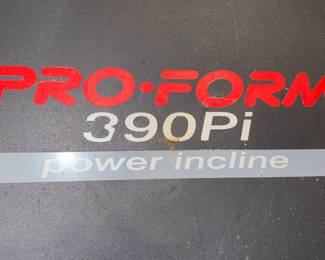 PRO-FORM
390Pi
power incline